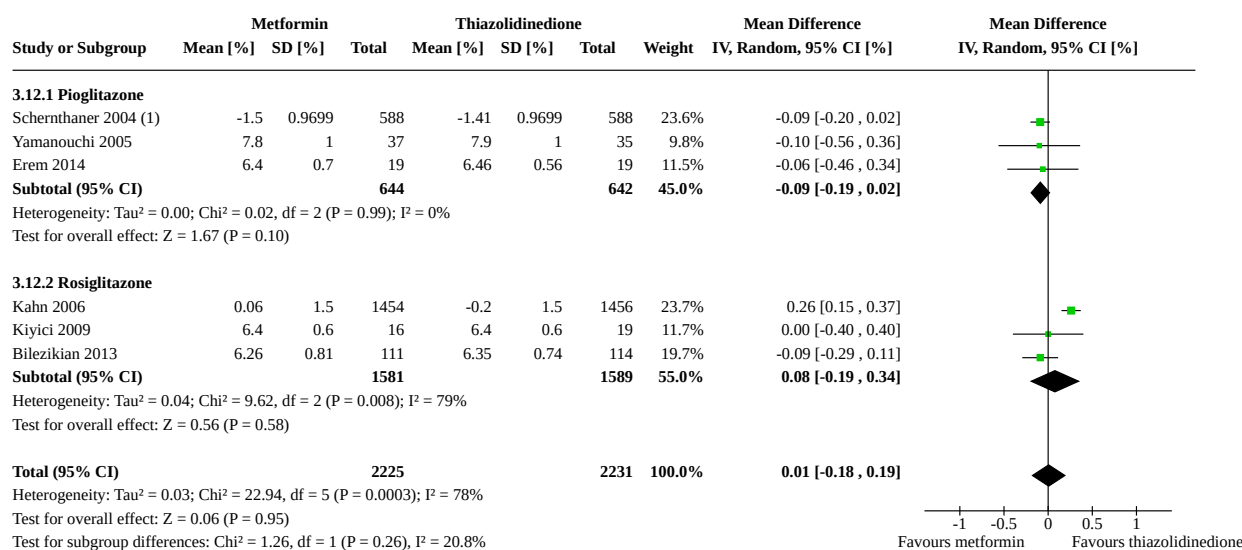 Metformin Thiazolidinedione Mean Difference Mean Difference
Study or Subgroup Mean [%] SD [%] Total Mean [%] SD [%] Total Weight IV, Random, 95% CI [%] IV, Random, 95% CI [%]
3.12.1 Pioglitazone
Schernthaner 2004 (1) -1.5 0.9699 588 -1.41 0.9699 588 23.6% -0.09 [-0.20 , 0.02]
Yamanouchi 2005 7.8 1 37 7.9 1 35 9.8% -0.10 [-0.56 , 0.36]
Erem 2014 6.4 0.7 19 6.46 0.56 19 11.5% -0.06 [-0.46 , 0.34]
Subtotal (95% CI) 644 642 45.0% -0.09 [-0.19 , 0.02]
Heterogeneity: Tau² = 0.00; Chi² = 0.02, df = 2 (P = 0.99); I² = 0%
Test for overall effect: Z = 1.67 (P = 0.10)
3.12.2 Rosiglitazone
Kahn 2006 0.06 1.5 1454 -0.2 1.5 1456 23.7% 0.26 [0.15 , 0.37]
Kiyici 2009 6.4 0.6 16 6.4 0.6 19 11.7% 0.00 [-0.40 , 0.40]
Bilezikian 2013 6.26 0.81 111 6.35 0.74 114 19.7% -0.09 [-0.29 , 0.11]
Subtotal (95% CI) 1581 1589 55.0% 0.08 [-0.19 , 0.34]
Heterogeneity: Tau² = 0.04; Chi² = 9.62, df = 2 (P = 0.008); I² = 79%
Test for overall effect: Z = 0.56 (P = 0.58)
Total (95% CI) 2225 2231 100.0% 0.01 [-0.18 , 0.19]
Heterogeneity: Tau² = 0.03; Chi² = 22.94, df = 5 (P = 0.0003); I² = 78%
Test for overall effect: Z = 0.06 (P = 0.95)
-1 -0.5 0 0.5 1
Test for subgroup differences: Chi² = 1.26, df = 1 (P = 0.26), I² = 20.8%
Favours metformin Favours thiazolidinedione